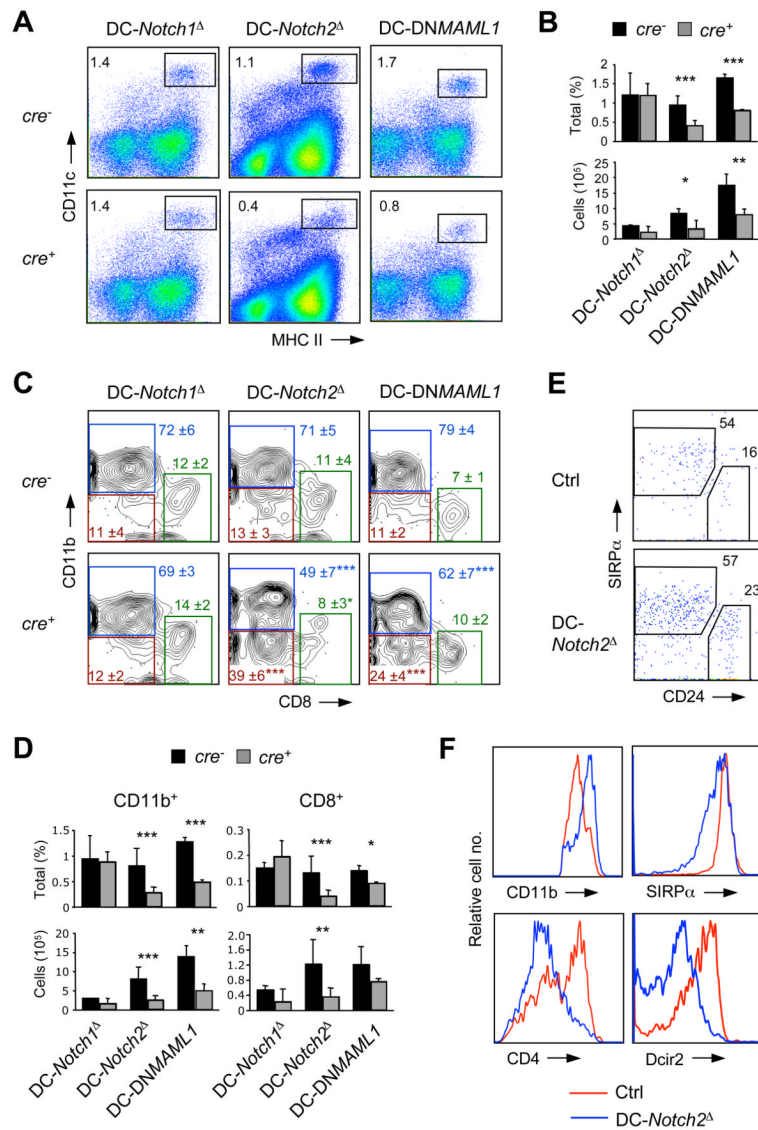 A
DC-Notch1Δ
DC-Notch2Δ
DC-DNMAML1
cre-
1.4
1.1
1.7
CD11c
cre+
1.4
0.4
0.8
MHC II
B
cre-
cre+
Total (%)
2
1.5
1
0.5
0
***
***
Cells (10⁵)
25
20
15
10
5
0
*
**
DC-Notch1Δ
DC-Notch2Δ
DC-DNMAML1
C
DC-Notch1Δ
DC-Notch2Δ
DC-DNMAML1
cre-
72 ±6
12 ±2
11 ±4
71 ±5
11 ±4
13 ± 3
79 ±4
7 ± 1
11 ±2
CD11b
cre+
69 ±3
14 ±2
12 ±2
49 ±7***
8 ±3*
39 ±6***
62 ±7***
10 ±2
24 ±4***
CD8
E
Ctrl
54
16
SIRPα
DC-
Notch2Δ
57
23
CD24
D
cre-
cre+
CD11b+
CD8+
Total (%)
1.5
1.0
0.5
0
***
***
0.3
0.2
0.1
0
***
*
Cells (10⁵)
20
15
10
5
0
***
**
2.0
1.6
1.2
0.8
0.4
0
**
DC-Notch1Δ
DC-Notch2Δ
DC-DNMAML1
DC-Notch1Δ
DC-Notch2Δ
DC-DNMAML1
F
Relative cell no.
CD11b
SIRPα
CD4
Dcir2
Ctrl
DC-Notch2Δ